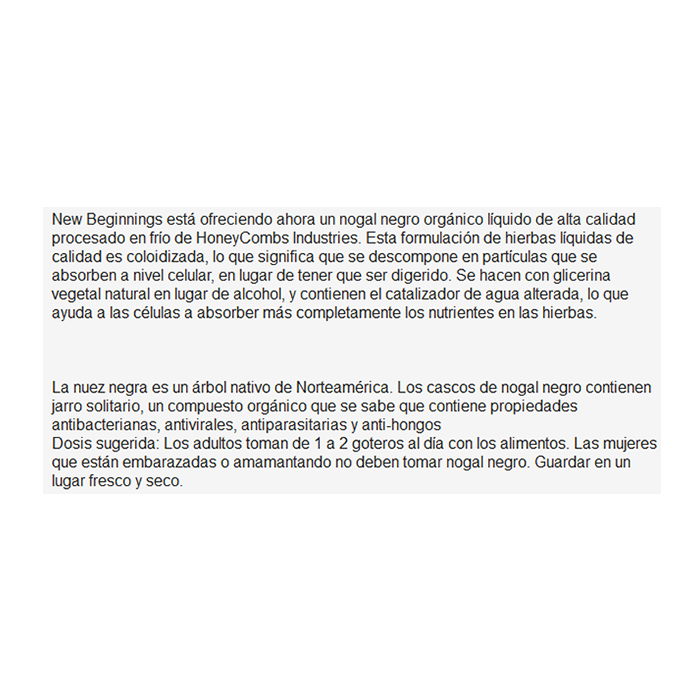 New Beginnings está ofreciendo ahora un nogal negro orgánico líquido de alta calidad
procesado en frío de HoneyCombs Industries. Esta formulación de hierbas líquidas de
calidad es coloidizada, lo que significa que se descompone en partículas que se
absorben a nivel celular, en lugar de tener que ser digerido. Se hacen con glicerina
vegetal natural en lugar de alcohol, y contienen el catalizador de agua alterada, lo que
ayuda a las células a absorber más completamente los nutrientes en las hierbas.
La nuez negra es un árbol nativo de Norteamérica. Los cascos de nogal negro contienen
jarro solitario, un compuesto orgánico que se sabe que contiene propiedades
antibacterianas, antivirales, antiparasitarias y anti-hongos
Dosis sugerida: Los adultos toman de 1 a 2 goteros al día con los alimentos. Las mujeres
que están embarazadas o amamantando no deben tomar nogal negro. Guardar en un
lugar fresco y seco.